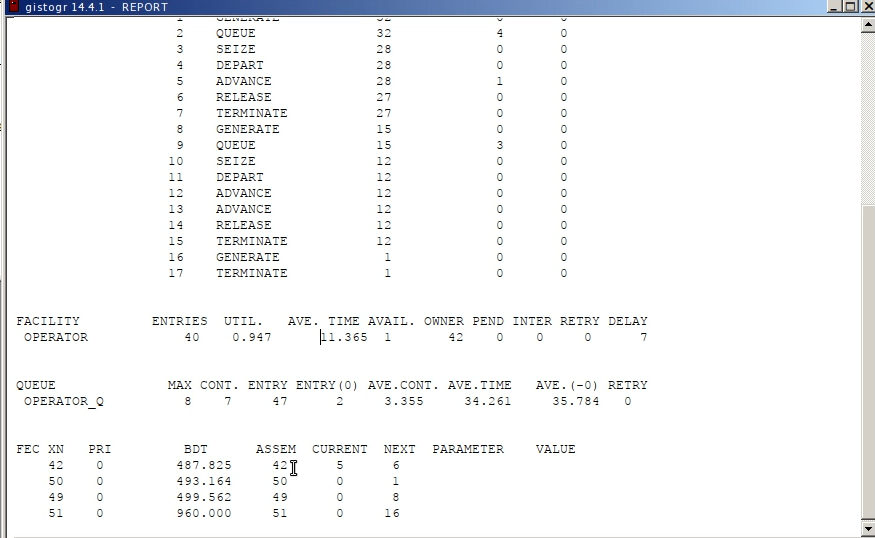 gistogr 14.4.1 - REPORT
1 GENERATE 32 0 0
2 QUEUE 32 4 0
3 SEIZE 28 0 0
4 DEPART 28 0 0
5 ADVANCE 28 1 0
6 RELEASE 27 0 0
7 TERMINATE 27 0 0
8 GENERATE 15 0 0
9 QUEUE 15 3 0
10 SEIZE 12 0 0
11 DEPART 12 0 0
12 ADVANCE 12 0 0
13 ADVANCE 12 0 0
14 RELEASE 12 0 0
15 TERMINATE 12 0 0
16 GENERATE 1 0 0
17 TERMINATE 1 0 0
FACILITY ENTRIES UTIL. AVE. TIME AVAIL. OWNER PEND INTER RETRY DELAY
OPERATOR 40 0.947 11.365 1 42 0 0 0 7
QUEUE MAX CONT. ENTRY ENTRY(0) AVE.CONT. AVE.TIME AVE.(-0) RETRY
OPERATOR_Q 8 7 47 2 3.355 34.261 35.784 0
FEC XN PRI BDT ASSEM CURRENT NEXT PARAMETER VALUE
42 0 487.825 42 5 6
50 0 493.164 50 0 1
49 0 499.562 49 0 8
51 0 960.000 51 0 16